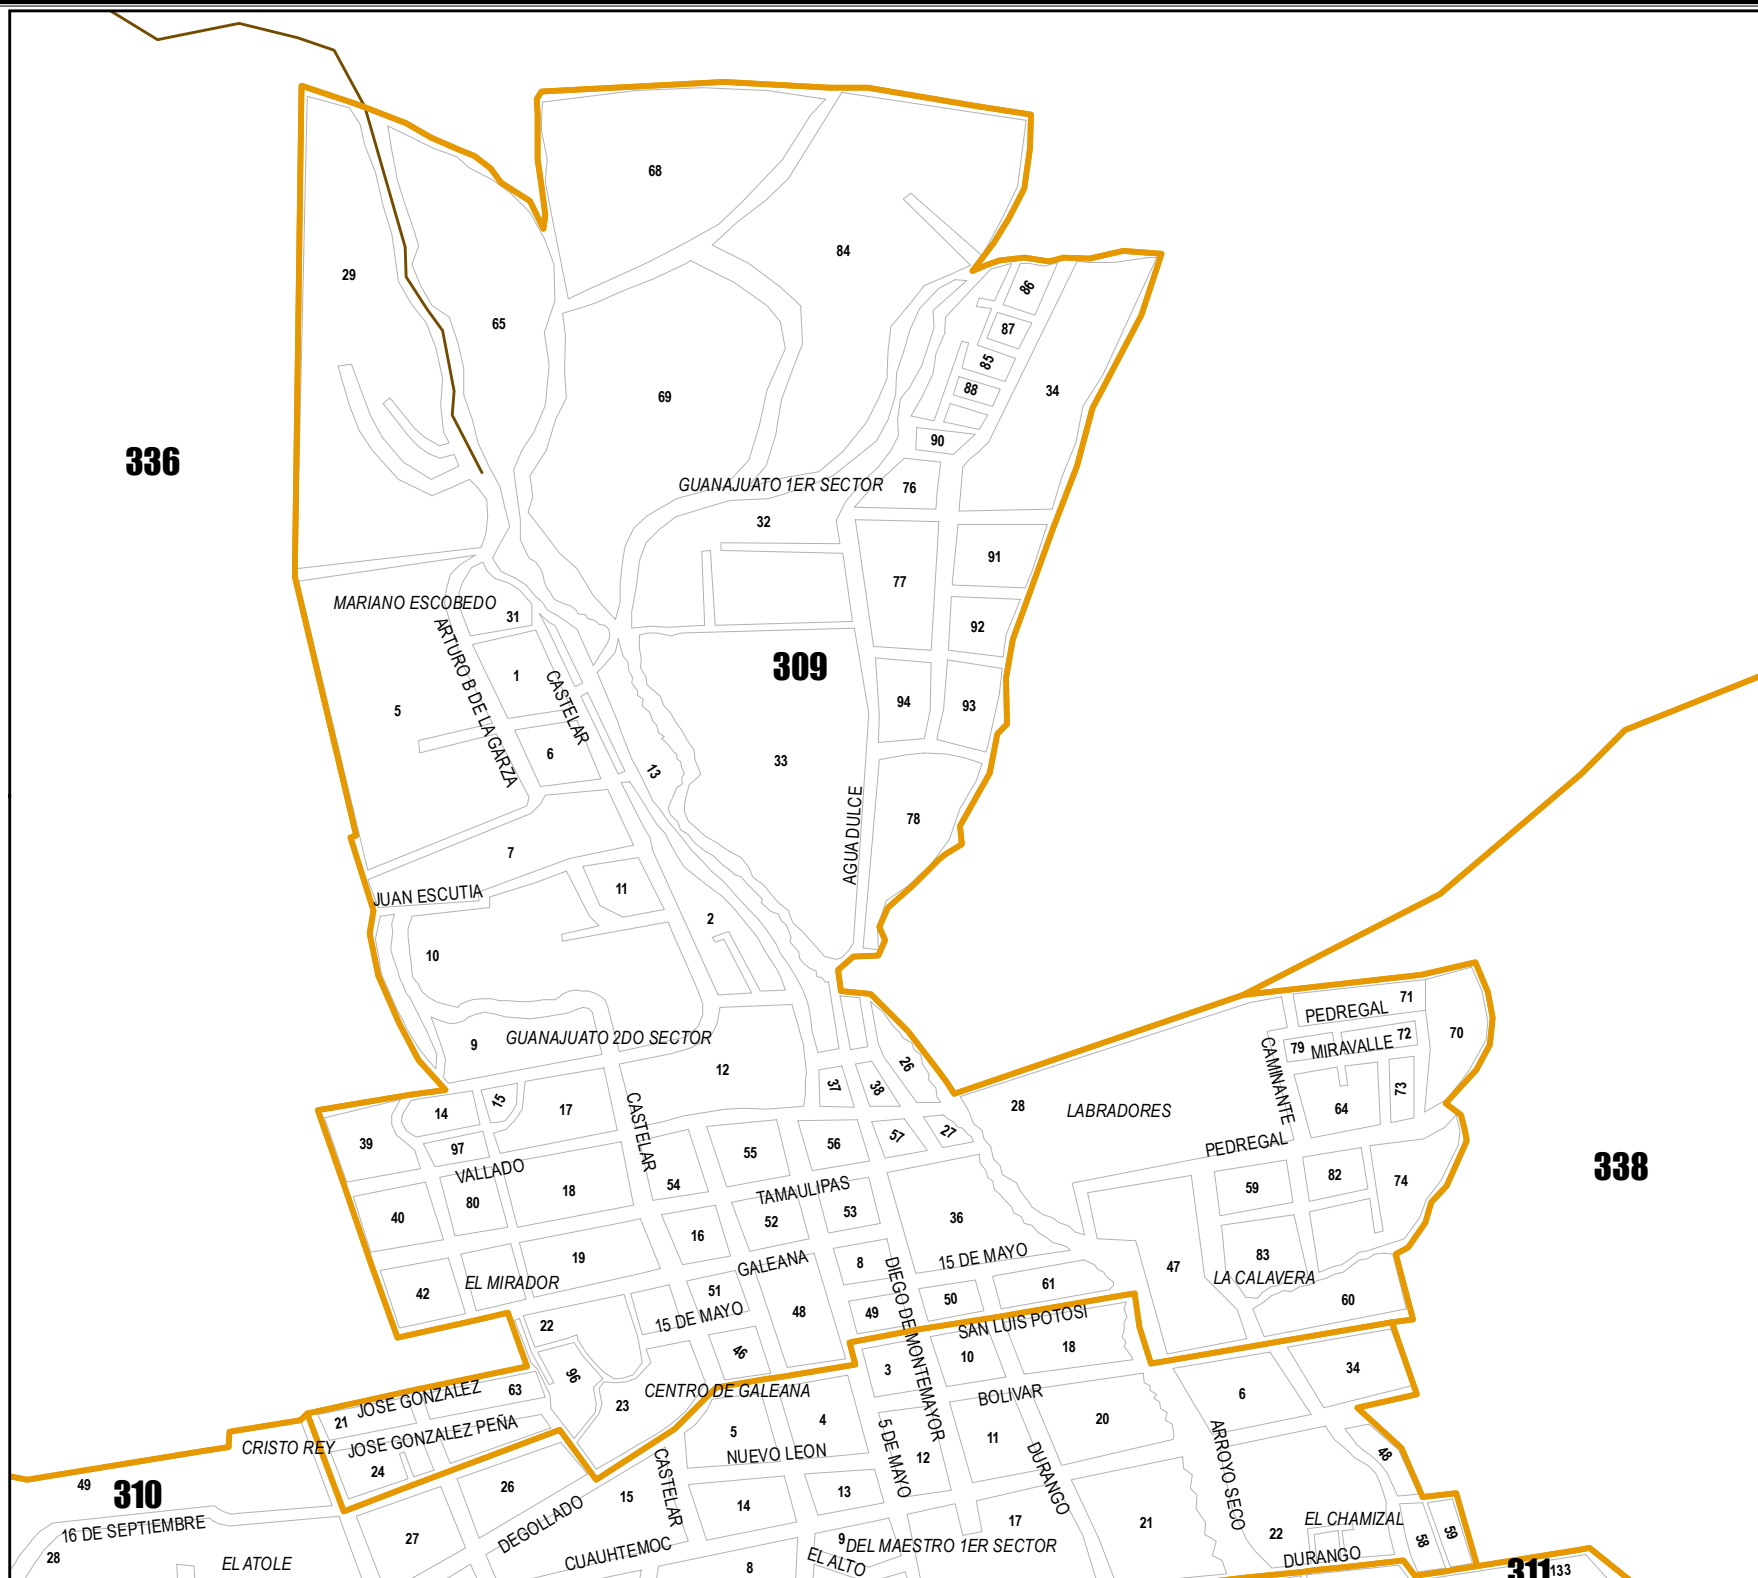 68
84
29
86
65
87
85
88
34
69
90
336
GUANAJUATO 1ER SECTOR
76
32
91
77
MARIANO ESCOBEDO
31
92
309
ARTURO B DE LA GARZA
1
CASTELAR
94
93
5
6
13
33
78
AGUA DULCE
7
JUAN ESCUTIA
11
2
10
71
PEDREGAL
70
72
79
MIRAVALLE
9
GUANAJUATO 2DO SECTOR
CAMINANTE
26
12
37
38
73
28
LABRADORES
64
14
15
17
CASTELAR
39
97
56
57
27
PEDREGAL
55
VALLADO
338
54
82
74
59
18
TAMAULIPAS
80
40
53
52
36
16
19
83
8
GALEANA
DIEGO DE MONTEMAYOR
15 DE MAYO
47
LA CALAVERA
EL MIRADOR
42
51
50
61
60
48
49
15 DE MAYO
22
SAN LUIS POTOSI
18
46
10
3
34
96
63
CENTRO DE GALEANA
6
JOSE GONZALEZ
BOLIVAR
23
21
4
20
5
5 DE MAYO
11
JOSE GONZALEZ PEÑA
CRISTO REY
NUEVO LEON
12
DURANGO
ARROYO SECO
48
24
CASTELAR
49
310
26
13
15
14
DEGOLLADO
17
21
EL CHAMIZAL
16 DE SEPTIEMBRE
22
58
59
27
9
DEL MAESTRO 1ER SECTOR
CUAUHTEMOC
28
EL ATOLE
EL ALTO
DURANGO
8
311
133